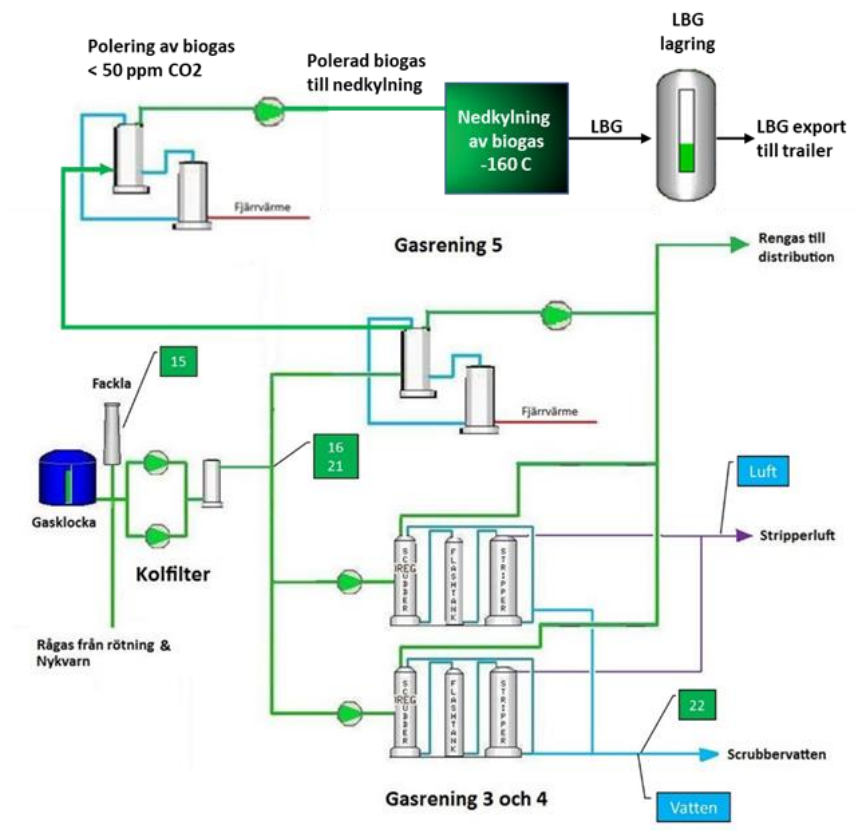 LBG
lagring
Polering av biogas
< 50 ppm CO2
Polerad biogas
till nedkylning
Nedkylning
av biogas
-160 C
LBG
LBG export
till trailer
Fjärrvärme
Gasrening 5
Rengas till
distribution
15
Fackla
Fjärrvärme
16
21
Luft
Gasklocka
Stripperluft
Kolfilter
SCRUBBER
OREG
FLASHTANK
STRIPPER
Rågas från rötning &
Nykvarn
SCRUBBER
OREG
FLASHTANK
STRIPPER
22
Scrubbervatten
Gasrening 3 och 4
Vatten